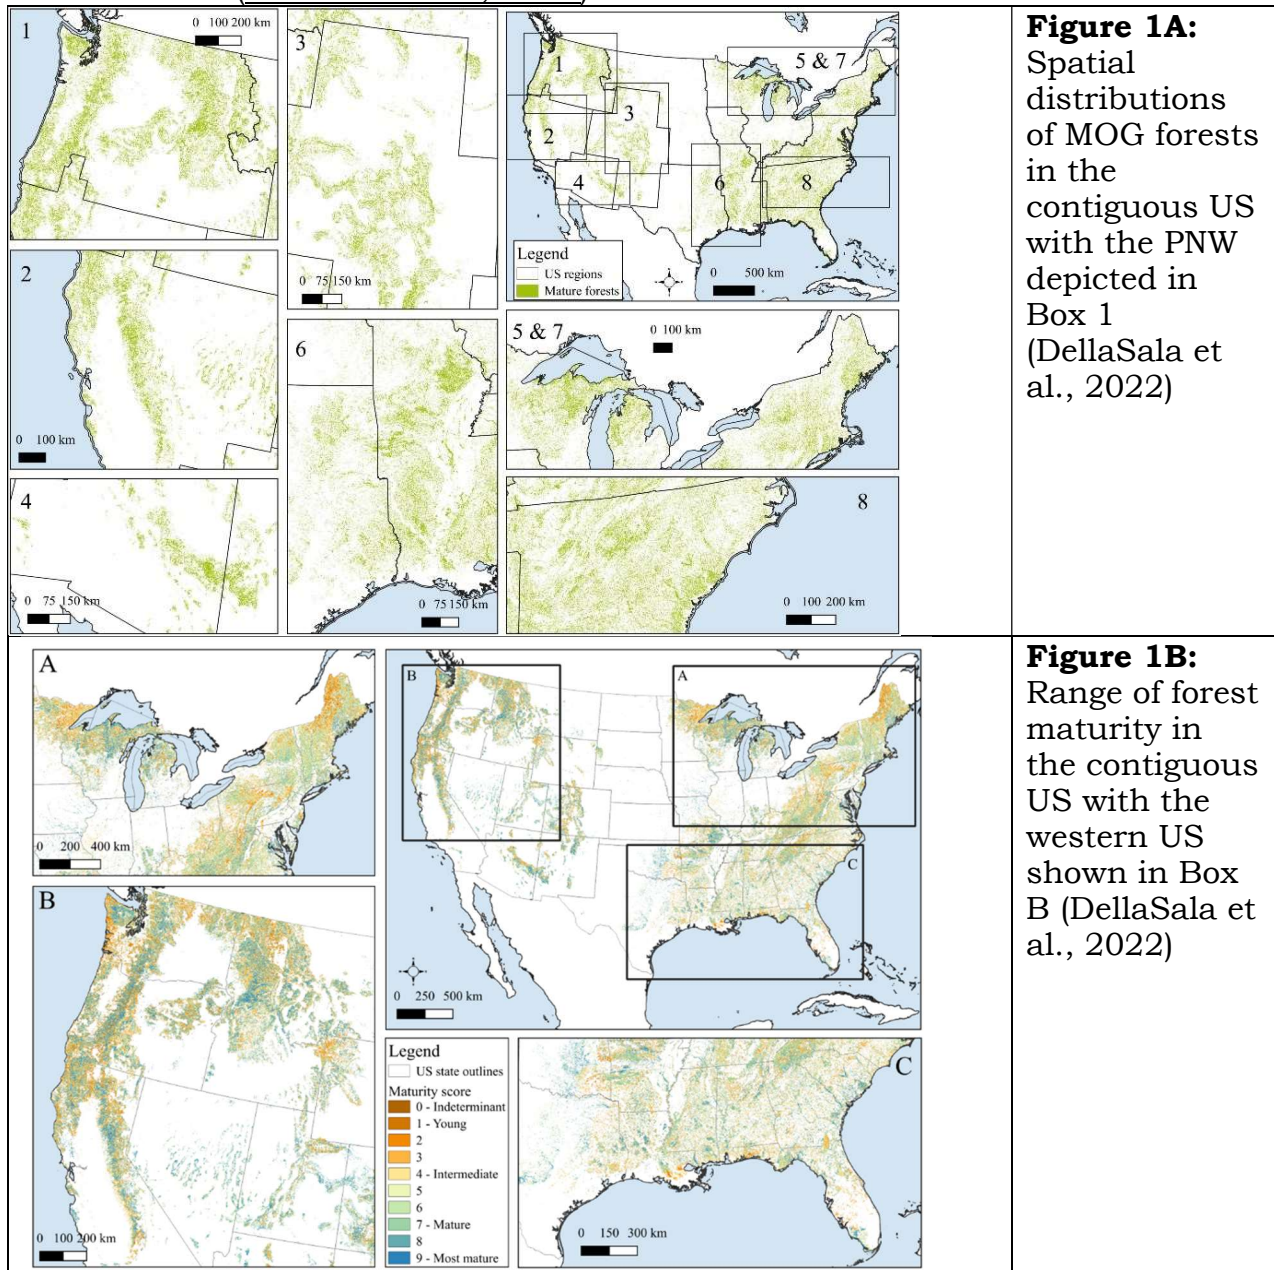 1
0 100 200 km
3
0 75 150 km
1
2
3
4
5 & 7
6
8
Legend
US regions
Mature forests
0 500 km
2
0 100 km
6
0 75 150 km
5 & 7
0 100 km
4
0 75 150 km
8
0 100 200 km
Figure 1A:
Spatial
distributions
of MOG forests
in the
contiguous US
with the PNW
depicted in
Box 1
(DellaSala et
al., 2022)
A
0 200 400 km
B
A
C
0 250 500 km
B
0 100 200 km
Legend
US state outlines
Maturity score
0 - Indeterminant
1 - Young
2
3
4 - Intermediate
5
6
7 - Mature
8
9 - Most mature
C
0 150 300 km
Figure 1B:
Range of forest
maturity in
the contiguous
US with the
western US
shown in Box
B (DellaSala et
al., 2022)